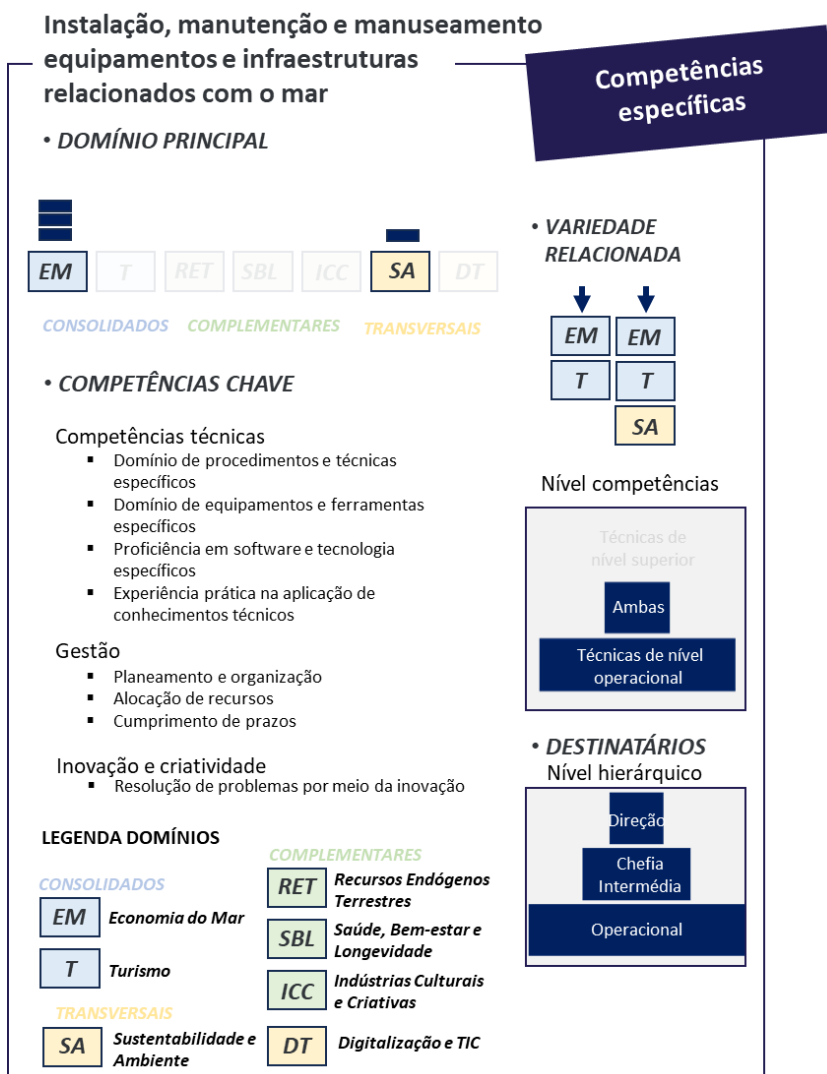 Instalação, manutenção e manuseamento
equipamentos e infraestruturas
relacionados com o mar
Competências
específicas
• DOMÍNIO PRINCIPAL
EM
T
RET
SBL
ICC
SA
DT
CONSOLIDADOS
COMPLEMENTARES
TRANSVERSAIS
• VARIEDADE
RELACIONADA
EM
T
EM
T
SA
• COMPETÊNCIAS CHAVE
Competências técnicas
▪ Domínio de procedimentos e técnicas
específicos
▪ Domínio de equipamentos e ferramentas
específicos
▪ Proficiência em software e tecnologia
específicos
▪ Experiência prática na aplicação de
conhecimentos técnicos
Gestão
▪ Planeamento e organização
▪ Alocação de recursos
▪ Cumprimento de prazos
Inovação e criatividade
▪ Resolução de problemas por meio da inovação
Nível competências
Técnicas de
nível superior
Ambas
Técnicas de nível
operacional
• DESTINATÁRIOS
Nível hierárquico
Direção
Chefia
Intermédia
Operacional
LEGENDA DOMÍNIOS
CONSOLIDADOS
EM
Economia do Mar
T
Turismo
TRANSVERSAIS
SA
Sustentabilidade e
Ambiente
COMPLEMENTARES
RET
Recursos Endógenos
Terrestres
SBL
Saúde, Bem-estar e
Longevidade
ICC
Indústrias Culturais
e Criativas
DT
Digitalização e TIC